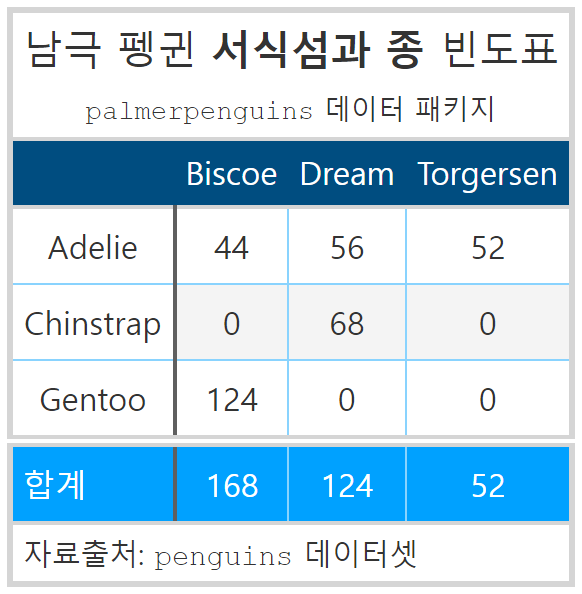 남극 펭귄 서식섬과 종 빈도표
palmerpenguins 데이터 패키지
Biscoe Dream Torgersen
Adelie 44 56 52
Chinstrap 0 68 0
Gentoo 124 0 0
합계 168 124 52
자료출처: penguins 데이터셋